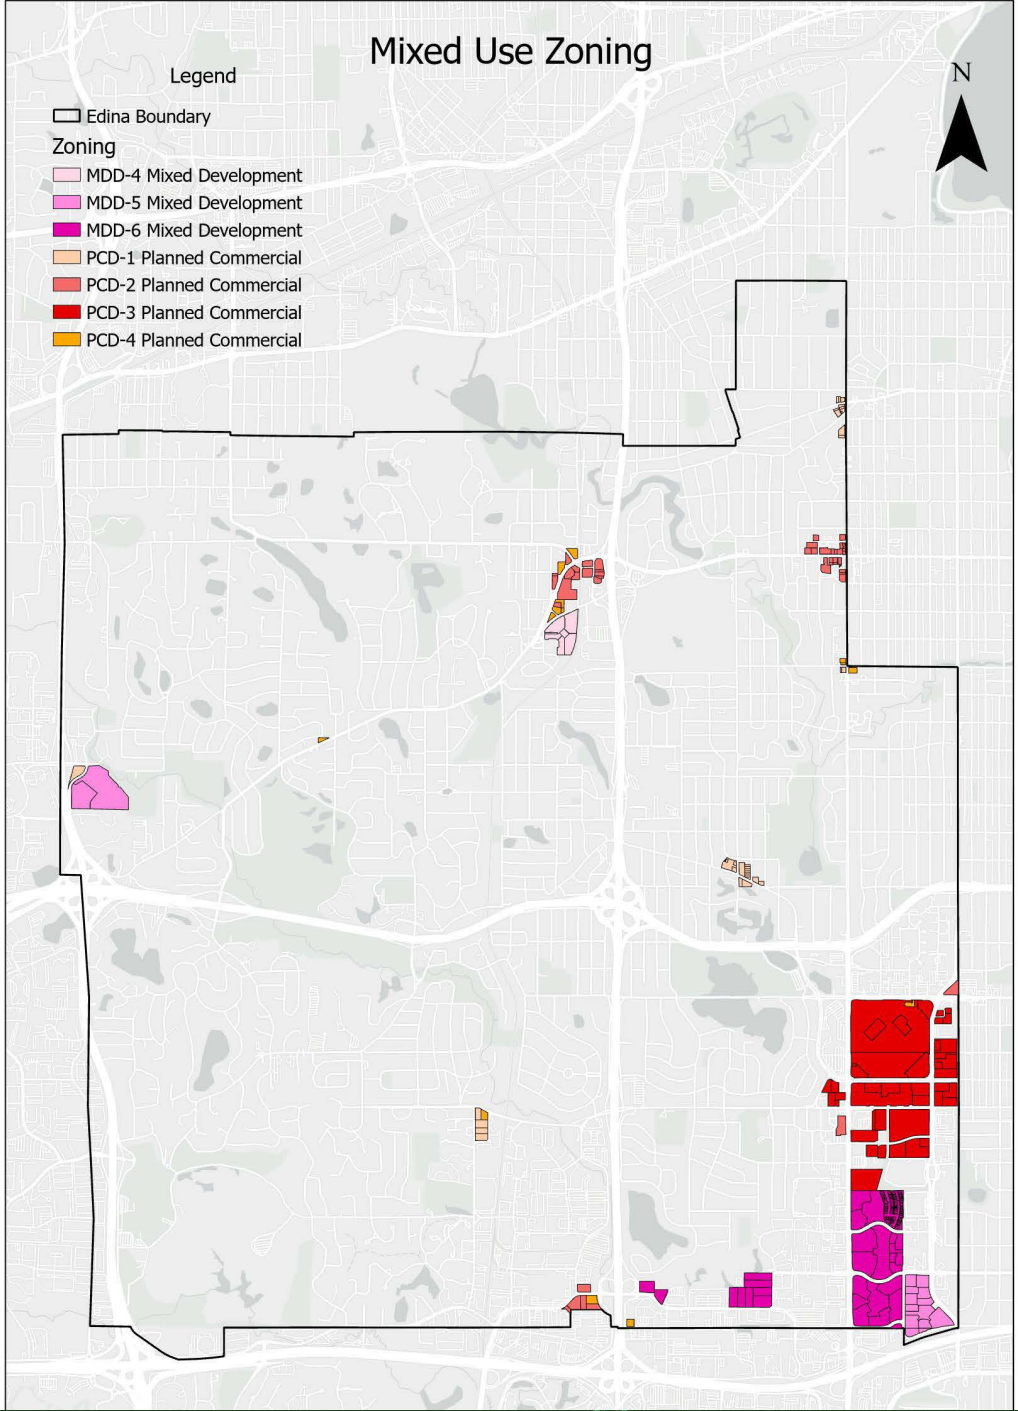 Mixed Use Zoning
Legend
N
Edina Boundary
Zoning
MDD-4 Mixed Development
MDD-5 Mixed Development
MDD-6 Mixed Development
PCD-1 Planned Commercial
PCD-2 Planned Commercial
PCD-3 Planned Commercial
PCD-4 Planned Commercial